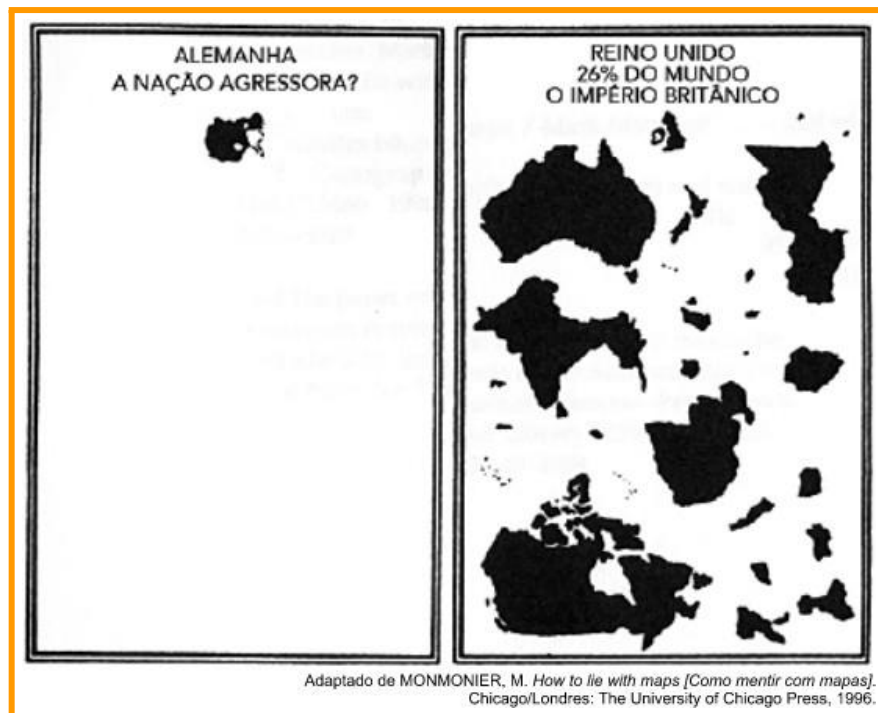 ALEMANHA
A NAÇÃO AGRESSORA?
REINO UNIDO
26% DO MUNDO
O IMPÉRIO BRITÂNICO
Adaptado de MONMONIER, M. How to lie with maps [Como mentir com mapas].
Chicago/Londres: The University of Chicago Press, 1996.